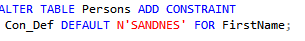 ALTER TABLE Persons ADD CONSTRAINT
Con_Def DEFAULT N'SANDNES' FOR FirstName;